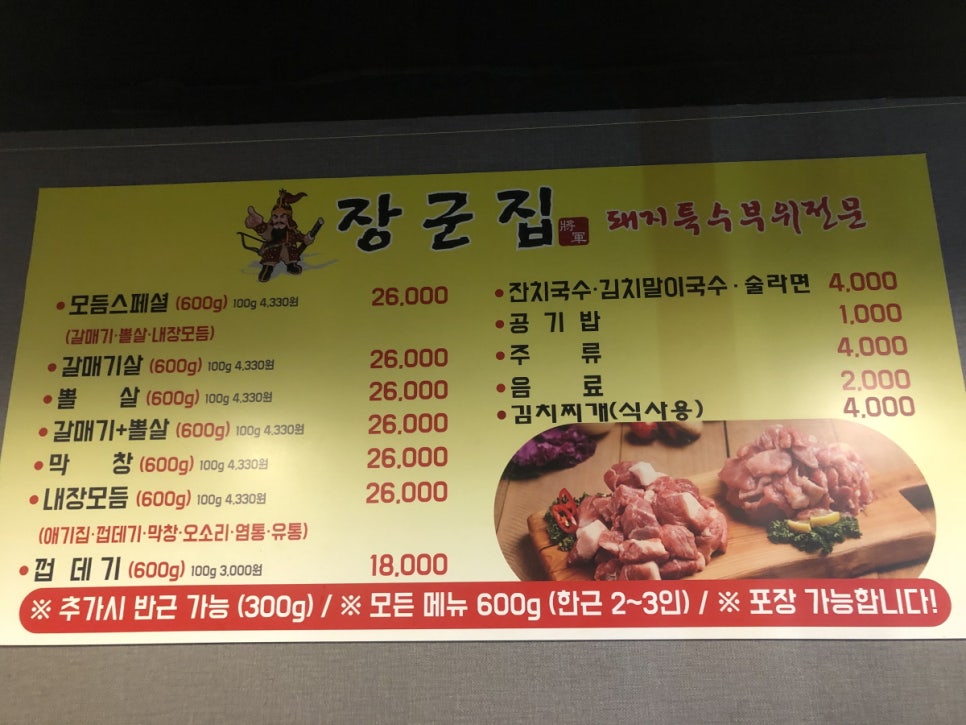 장군집 將軍 돼지특수부위전문
• 모듬스페셜 (600g) 100g 4,330원 26,000
(갈매기·뽈살·내장모듬)
• 갈매기살 (600g) 100g 4,330원 26,000
• 뽈 살 (600g) 100g 4,330원 26,000
• 갈매기+뽈살 (600g) 100g 4,330원 26,000
• 막 창 (600g) 100g 4,330원 26,000
• 내장모듬 (600g) 100g 4,330원 26,000
(애기집·껍데기·막창·오소리·염통·유통)
• 껍 데 기 (600g) 100g 3,000원 18,000
• 잔치국수·김치말이국수·술라면 4,000
• 공 기 밥 1,000
• 주 류 4,000
• 음 료 2,000
• 김치찌개(식사용) 4,000
※ 추가시 반근 가능 (300g) / ※ 모든 메뉴 600g (한근 2~3인) / ※ 포장 가능합니다!